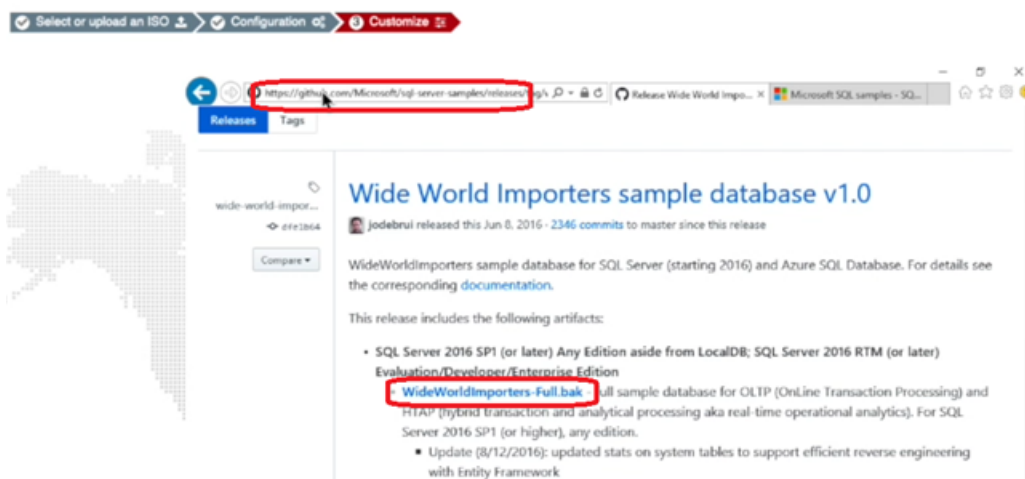 Select or upload an ISO
Configuration
3 Customize
https://github.com/Microsoft/sql-server-samples/releases/
Release Wide World Impo...
Microsoft SQL samples - SQ...
Releases Tags
Wide World Importers sample database v1.0
wide-world-impor...
jodebrui released this Jun 8, 2016 · 2346 commits to master since this release
Compare
WideWorldImporters sample database for SQL Server (starting 2016) and Azure SQL Database. For details see
the corresponding documentation.
This release includes the following artifacts:
• SQL Server 2016 SP1 (or later) Any Edition aside from LocalDB; SQL Server 2016 RTM (or later)
Evaluation/Developer/Enterprise Edition
WideWorldImporters-Full.bak - ull sample database for OLTP (OnLine Transaction Processing) and
HTAP (hybrid transaction and analytical processing aka real-time operational analytics). For SQL
Server 2016 SP1 (or higher), any edition.
▪ Update (8/12/2016): updated stats on system tables to support efficient reverse engineering
with Entity Framework